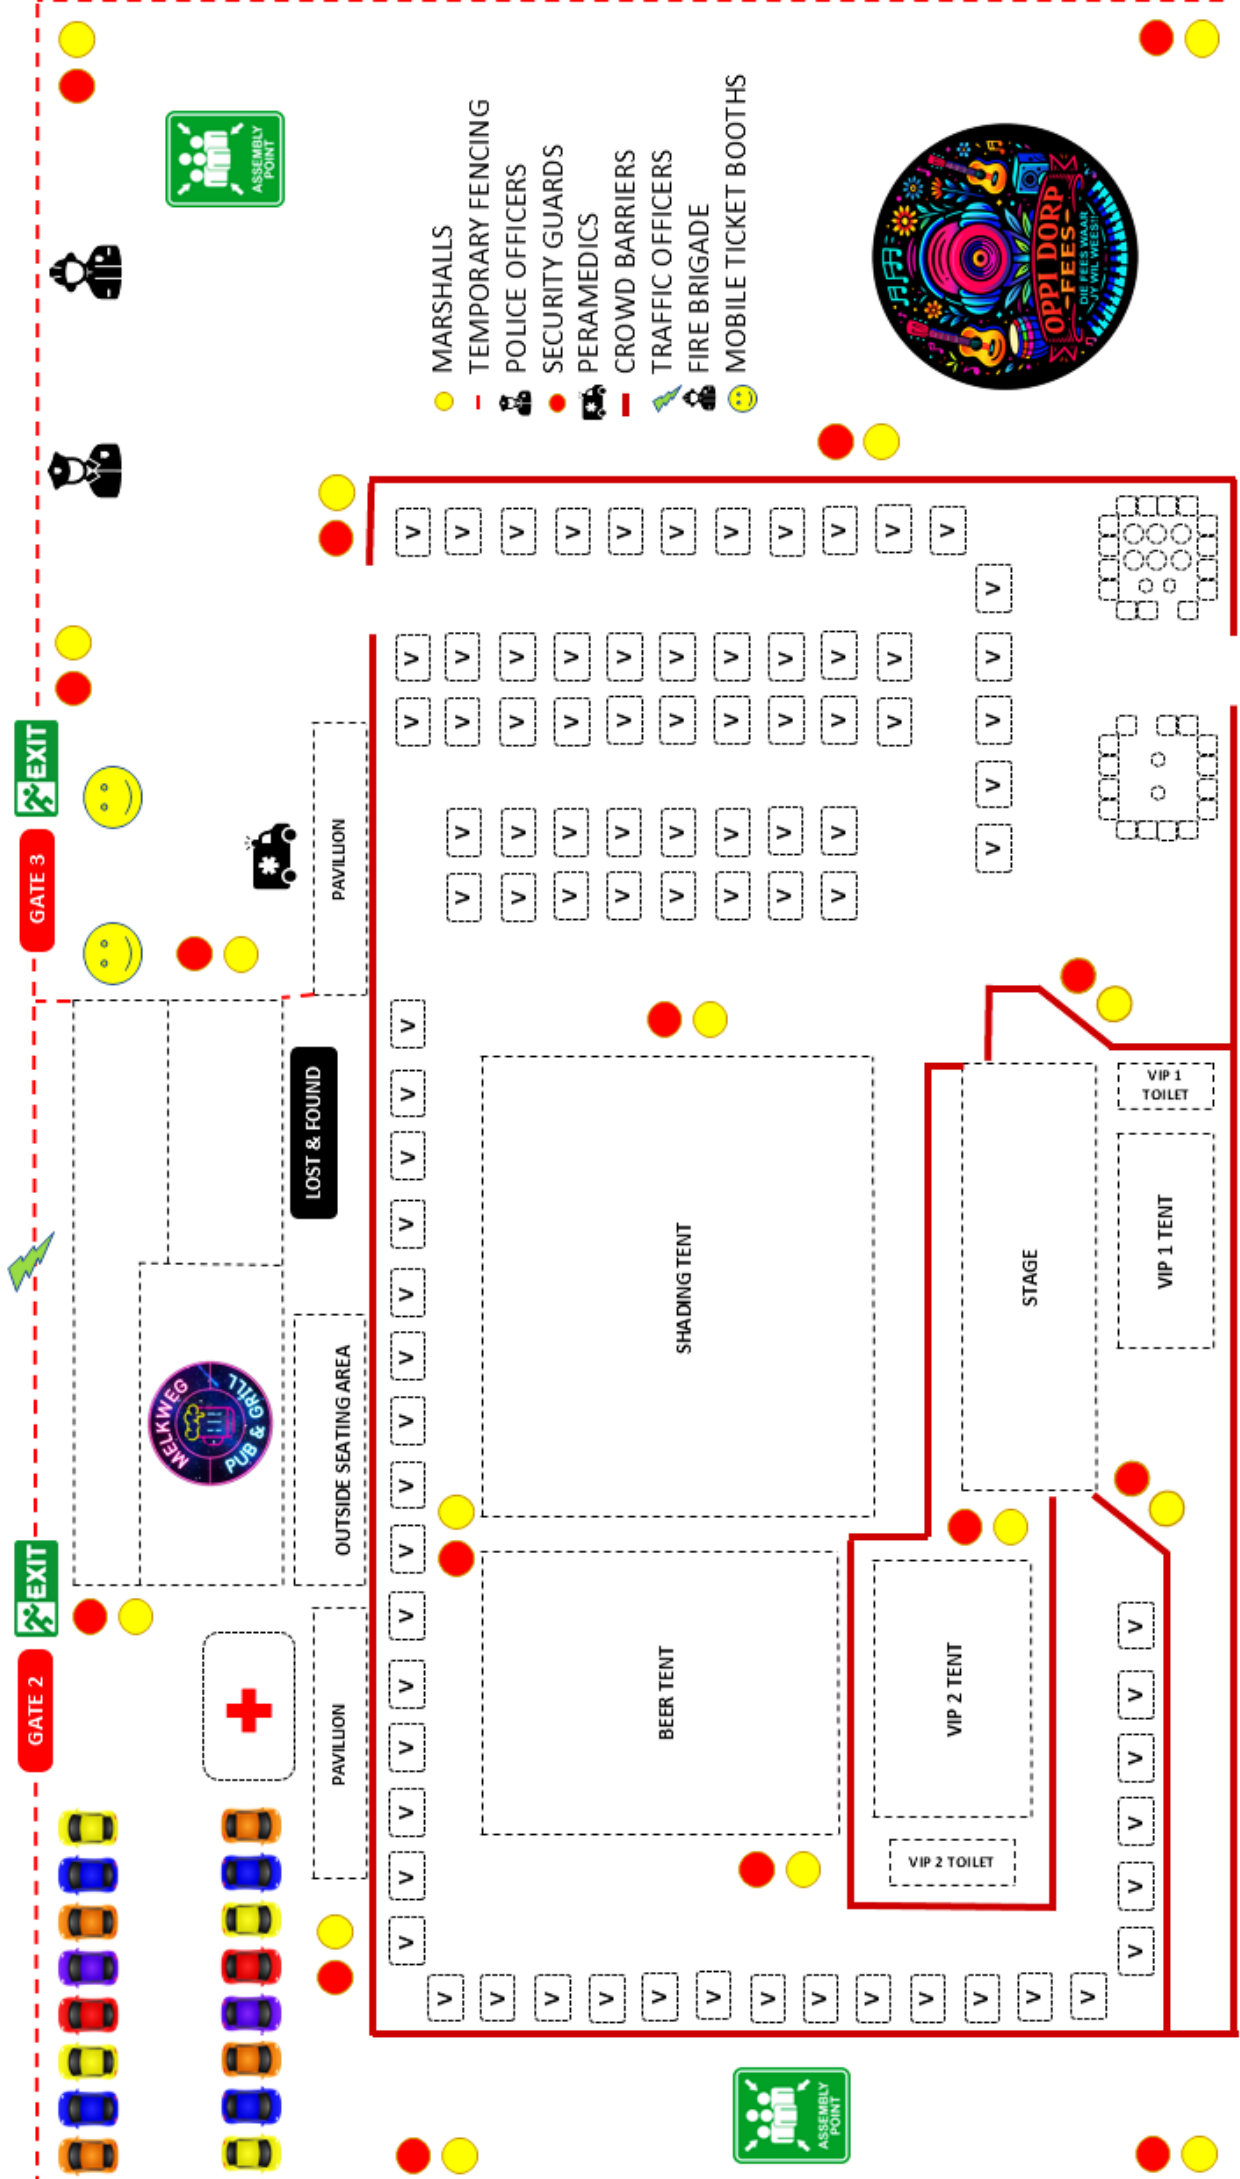 GATE 2
EXIT
GATE 3
EXIT
ASSEMBLY
POINT
MELKWEG
PUB & GRILL
LOST & FOUND
PAVILLION
OUTSIDE SEATING AREA
PAVILLION
MARSHALLS
TEMPORARY FENCING
POLICE OFFICERS
SECURITY GUARDS
PERAMEDICS
CROWD BARRIERS
TRAFFIC OFFICERS
FIRE BRIGADE
MOBILE TICKET BOOTHS
V V V V V V V V V V V V V V V V V V
V V V V V V
V V V V V V
V V V V V V
V V V V V V
V V V V V V
V V V V V V
V V V V V V
V V V V V V
V V V V
V V
V V V V V V
V
V
V V V V V V
BEER TENT
SHADING TENT
ASSEMBLY
POINT
VIP 2 TENT
VIP 2 TOILET
STAGE
VIP 1 TENT
VIP 1
TOILET
OPPI DORP
-FEES-
DIE FEES WAAR
JY WIL WEES!!!